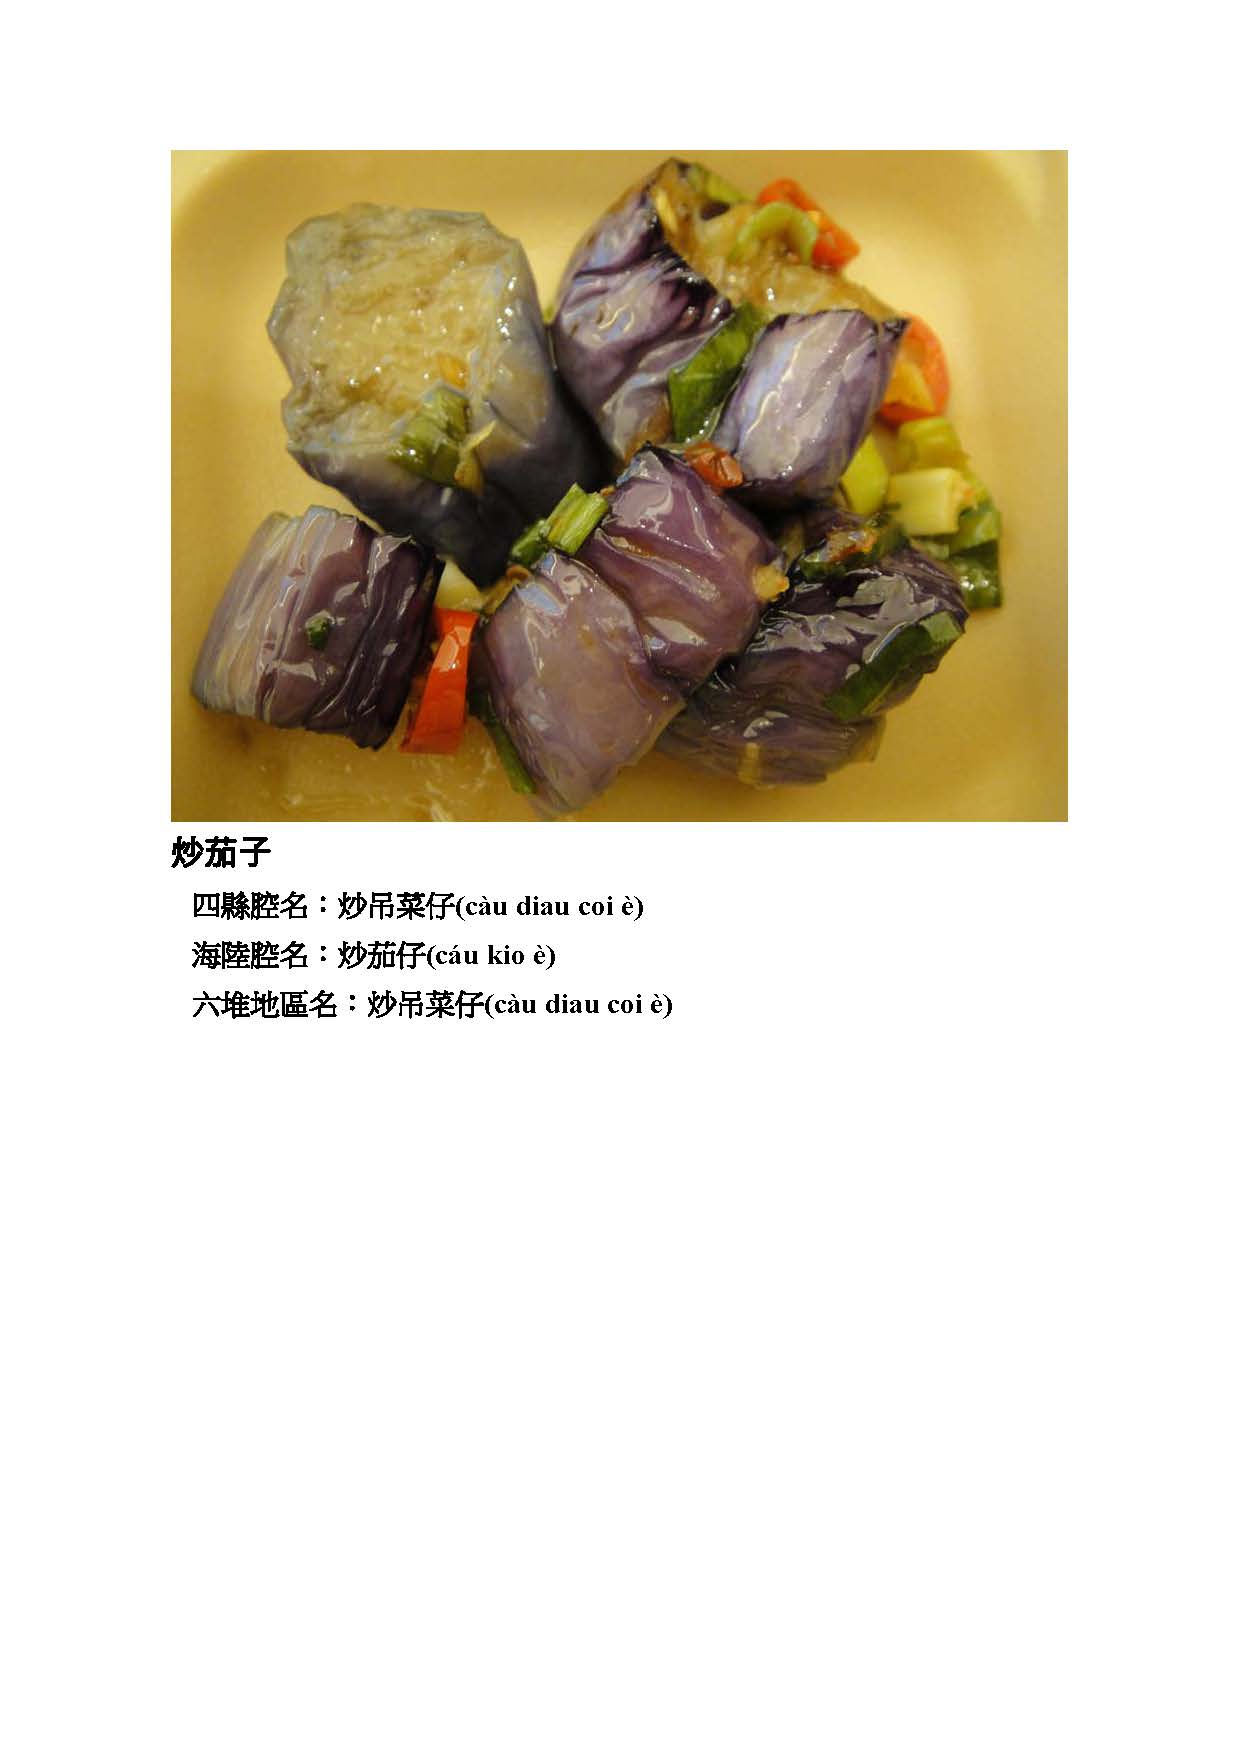 炒茄子
四縣腔名：炒吊菜仔(càu diau coi è)
海陸腔名：炒茄仔(cáu kio è)
六堆地區名：炒吊菜仔(càu diau coi è)